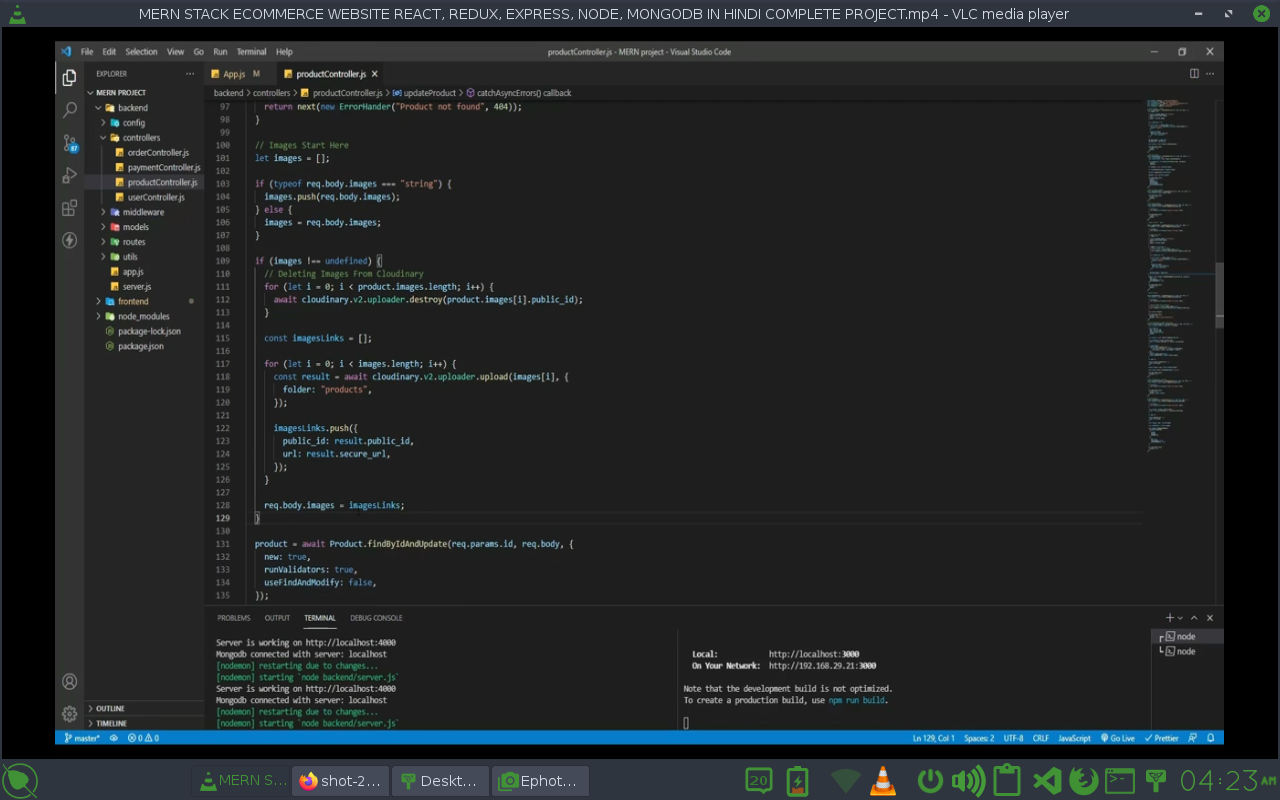 MERN STACK ECOMMERCE WEBSITE REACT, REDUX, EXPRESS, NODE, MONGODB IN HINDI COMPLETE PROJECT.mp4 - VLC media player
File Edit Selection View Go Run Terminal Help
productController.js - MERN project - Visual Studio Code
EXPLORER
MERN PROJECT
backend
config
controllers
orderController.js
paymentController.js
productController.js
userController.js
middleware
models
routes
utils
app.js
server.js
frontend
node_modules
package-lock.json
package.json
OUTLINE
TIMELINE
87
App.js M productController.js
backend > controllers > productController.js > updateProduct > catchAsyncErrors() callback
97 return next(new ErrorHander("Product not found", 404));
98 }
99
100 // Images Start Here
101 let images = [];
102
103 if (typeof req.body.images === "string") {
104 images.push(req.body.images);
105 } else {
106 images = req.body.images;
107 }
108
109 if (images !== undefined) {
110 // Deleting Images From Cloudinary
111 for (let i = 0; i < product.images.length; i++) {
112 await cloudinary.v2.uploader.destroy(product.images[i].public_id);
113 }
114
115 const imagesLinks = [];
116
117 for (let i = 0; i < images.length; i++) {
118 const result = await cloudinary.v2.uploader.upload(images[i], {
119 folder: "products",
120 });
121
122 imagesLinks.push({
123 public_id: result.public_id,
124 url: result.secure_url,
125 });
126 }
127
128 req.body.images = imagesLinks;
129 }
130
131 product = await Product.findByIdAndUpdate(req.params.id, req.body, {
132 new: true,
133 runValidators: true,
134 useFindAndModify: false,
135 });
PROBLEMS OUTPUT TERMINAL DEBUG CONSOLE
Server is working on http://localhost:4000
Mongodb connected with server: localhost
[nodemon] restarting due to changes...
[nodemon] starting `node backend/server.js`
Server is working on http://localhost:4000
Mongodb connected with server: localhost
[nodemon] restarting due to changes...
[nodemon] starting `node backend/server.js`
Local: http://localhost:3000
On Your Network: http://192.168.29.21:3000
Note that the development build is not optimized.
To create a production build, use npm run build.
node
node
master* 0 0 Ln 129, Col 1 Spaces: 2 UTF-8 CRLF JavaScript Go Live Prettier
MERN S... shot-2... Deskt... Ephot... 20 04:23 AM